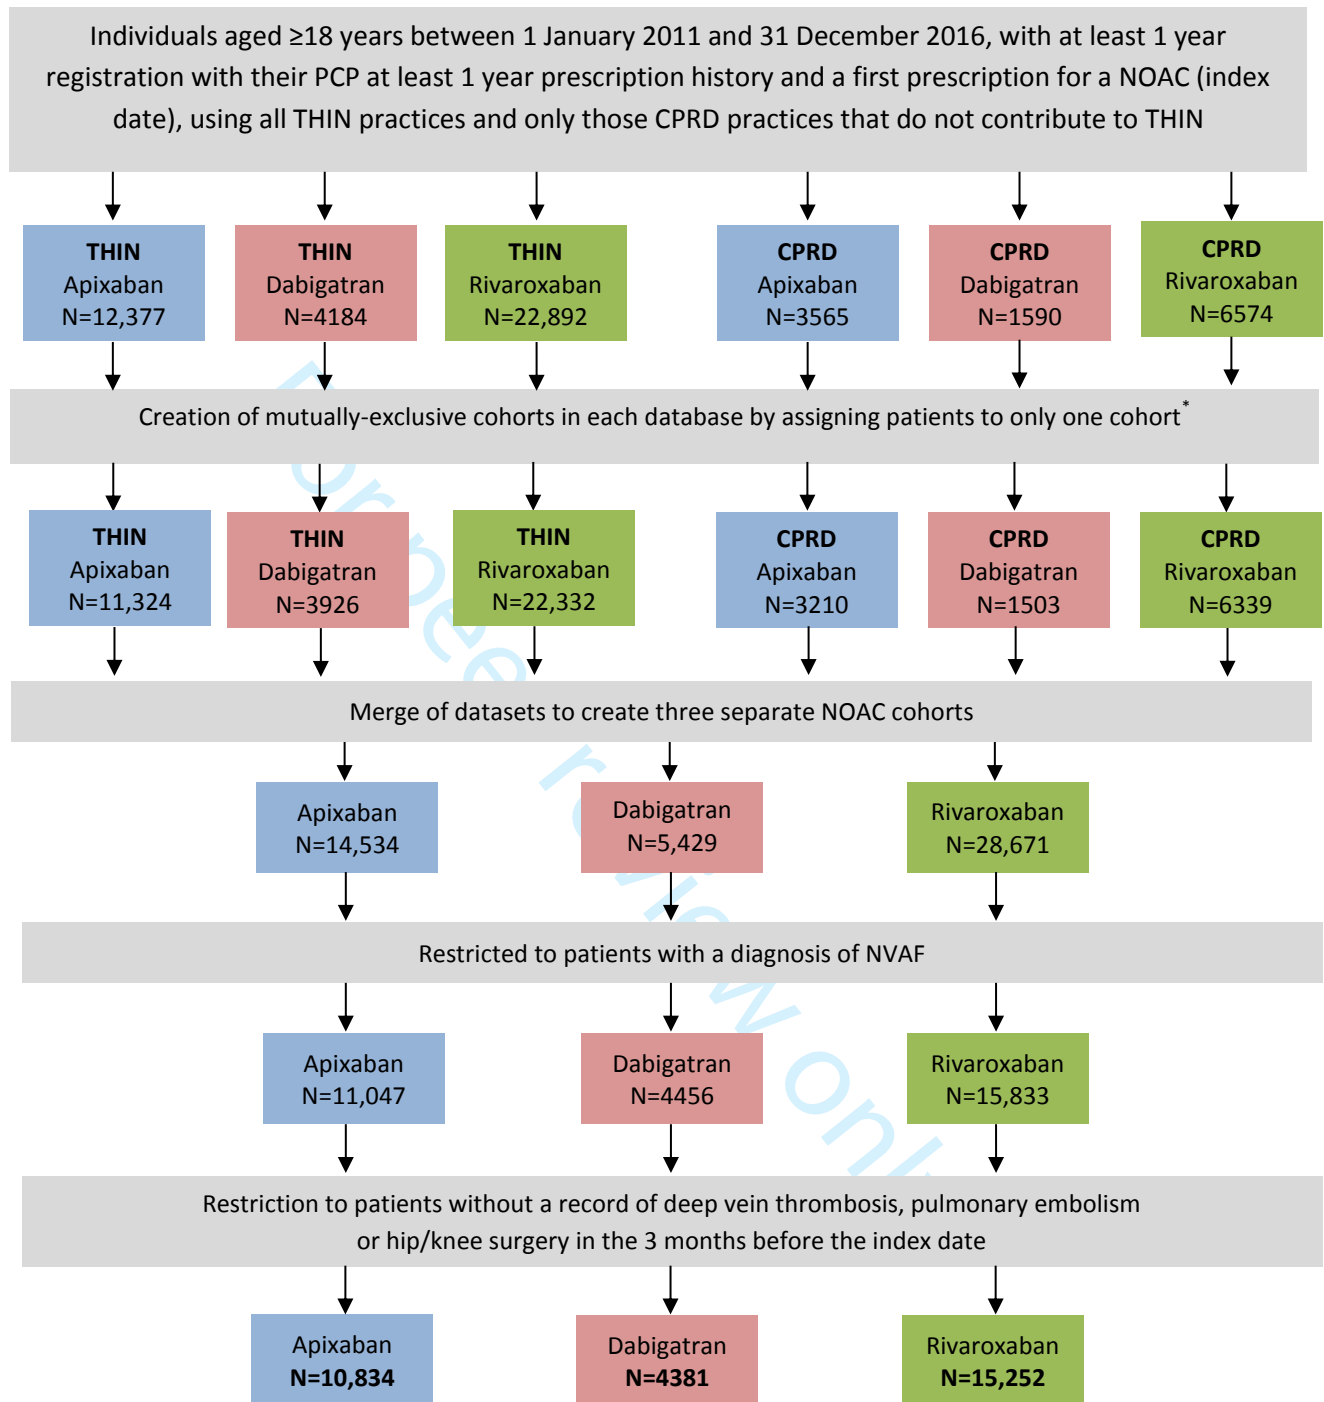 Individuals aged ≥18 years between 1 January 2011 and 31 December 2016, with at least 1 year
registration with their PCP at least 1 year prescription history and a first prescription for a NOAC (index
date), using all THIN practices and only those CPRD practices that do not contribute to THIN
THIN
Apixaban
N=12,377
THIN
Dabigatran
N=4184
THIN
Rivaroxaban
N=22,892
CPRD
Apixaban
N=3565
CPRD
Dabigatran
N=1590
CPRD
Rivaroxaban
N=6574
Creation of mutually-exclusive cohorts in each database by assigning patients to only one cohort*
THIN
Apixaban
N=11,324
THIN
Dabigatran
N=3926
THIN
Rivaroxaban
N=22,332
CPRD
Apixaban
N=3210
CPRD
Dabigatran
N=1503
CPRD
Rivaroxaban
N=6339
Merge of datasets to create three separate NOAC cohorts
Apixaban
N=14,534
Dabigatran
N=5,429
Rivaroxaban
N=28,671
Restricted to patients with a diagnosis of NVAF
Apixaban
N=11,047
Dabigatran
N=4456
Rivaroxaban
N=15,833
Restriction to patients without a record of deep vein thrombosis, pulmonary embolism
or hip/knee surgery in the 3 months before the index date
Apixaban
N=10,834
Dabigatran
N=4381
Rivaroxaban
N=15,252
For peer review only